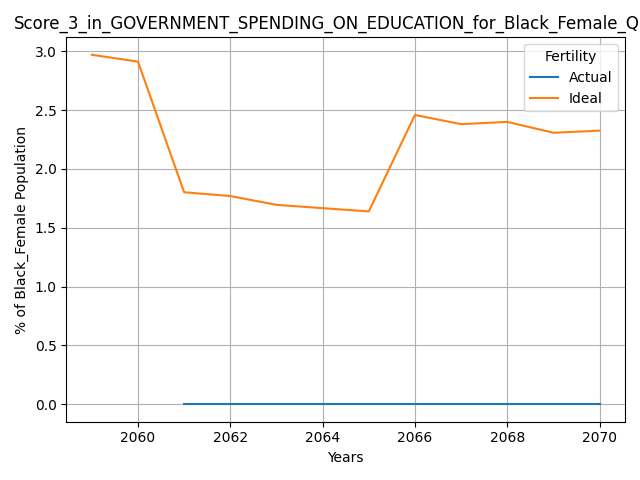 Score_3_in_GOVERNMENT_SPENDING_ON_EDUCATION_for_Black_Female_Q
Fertility
Actual
Ideal
% of Black_Female Population
3.0
2.5
2.0
1.5
1.0
0.5
0.0
2060 2062 2064 2066 2068 2070
Years